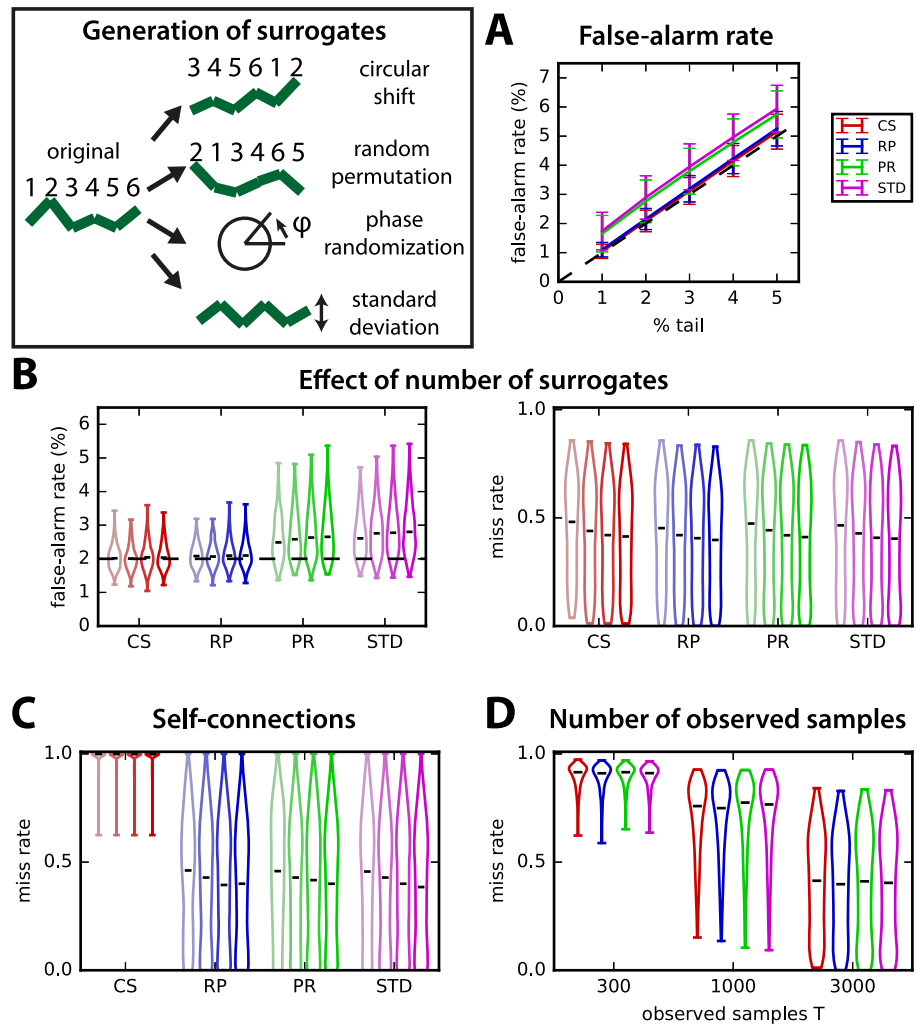 Generation of surrogates
3 4 5 6 1 2
circular
shift
original
1 2 3 4 5 6
2 1 3 4 6 5
random
permutation
φ
phase
randomization
standard
deviation
A
False-alarm rate
false-alarm rate (%)
7
6
5
4
3
2
1
0
0 1 2 3 4 5
% tail
CS
RP
PR
STD
B
Effect of number of surrogates
false-alarm rate (%)
6
5
4
3
2
1
0
CS RP PR STD
miss rate
1.0
0.5
0.0
CS RP PR STD
C
Self-connections
miss rate
1.0
0.5
0.0
CS RP PR STD
D
Number of observed samples
miss rate
1.0
0.5
0.0
300 1000 3000
observed samples T